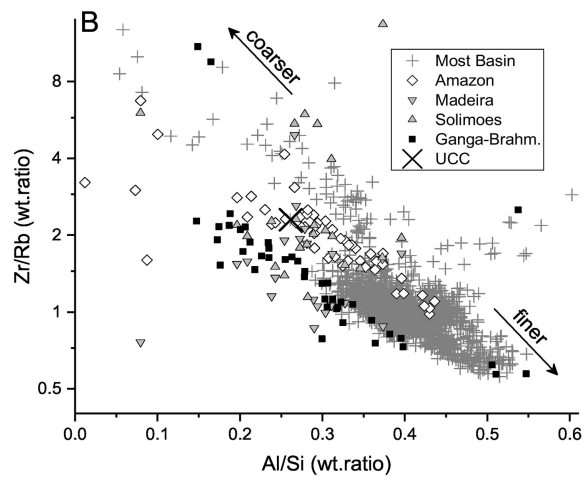 B
coarser
Most Basin
Amazon
Madeira
Solimoes
Ganga-Brahm.
UCC
finer
Zr/Rb (wt.ratio)
8
4
2
1
0.5
0.0 0.1 0.2 0.3 0.4 0.5 0.6
Al/Si (wt.ratio)